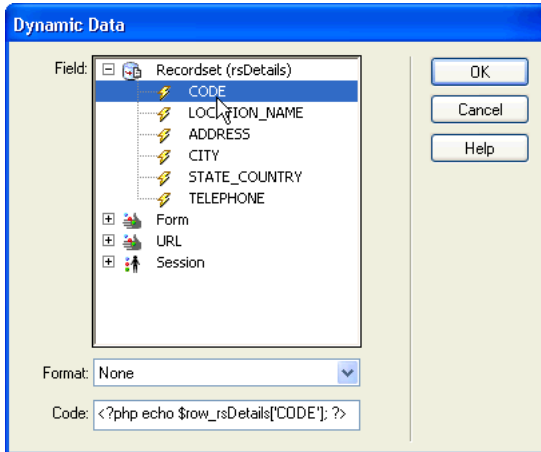 Dynamic Data
Field:
Recordset (rsDetails)
OK
CODE
LOCATION_NAME
Cancel
ADDRESS
CITY
Help
STATE_COUNTRY
TELEPHONE
Form
URL
Session
Format: None
Code: <?php echo $row_rsDetails['CODE']; ?>